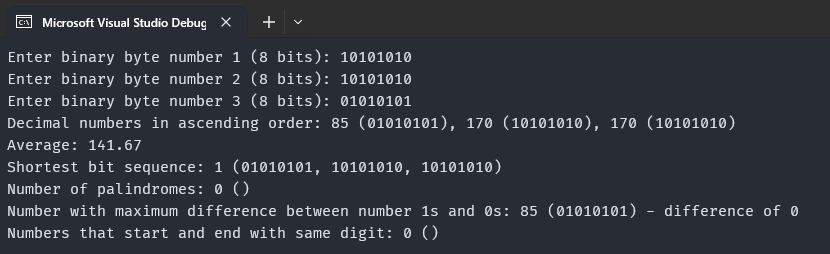 Microsoft Visual Studio Debug
Enter binary byte number 1 (8 bits): 10101010
Enter binary byte number 2 (8 bits): 10101010
Enter binary byte number 3 (8 bits): 01010101
Decimal numbers in ascending order: 85 (01010101), 170 (10101010), 170 (10101010)
Average: 141.67
Shortest bit sequence: 1 (01010101, 10101010, 10101010)
Number of palindromes: 0 ()
Number with maximum difference between number 1s and 0s: 85 (01010101) - difference of 0
Numbers that start and end with same digit: 0 ()